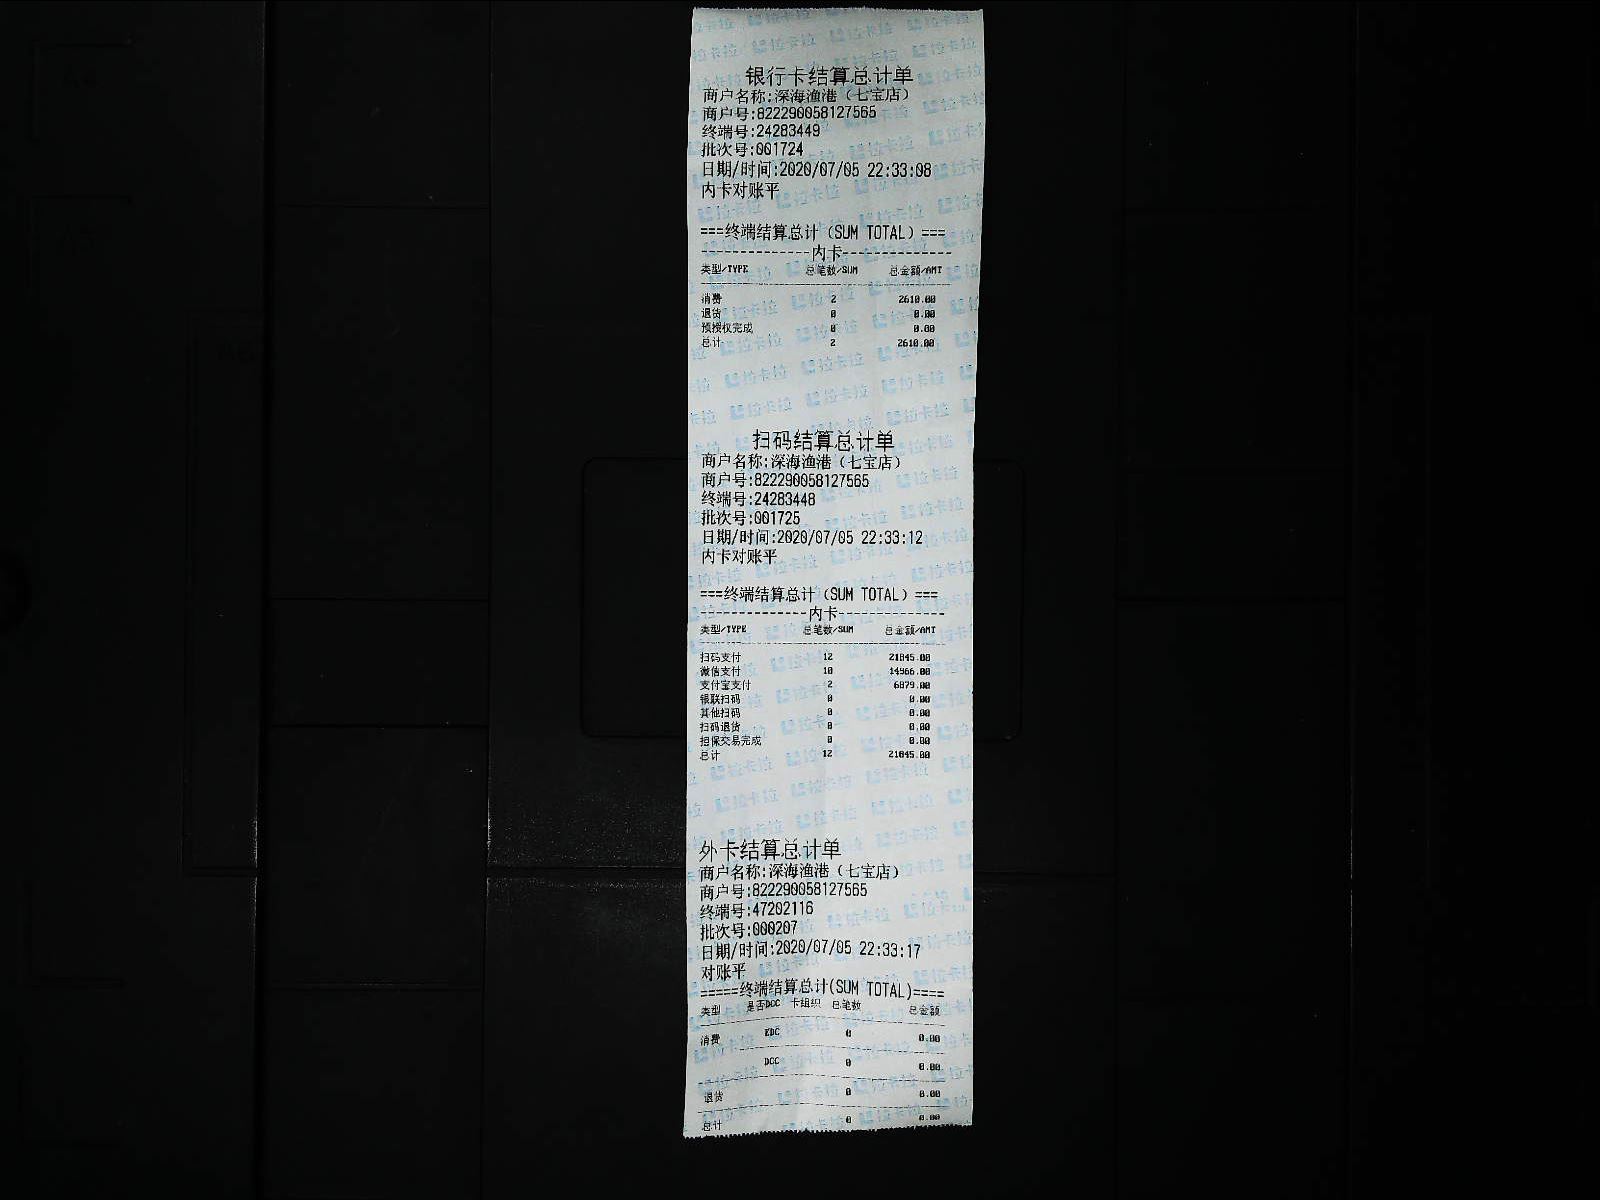 银行卡结算总计单
商户名称:深海渔港（七宝店）
商户号:822290058127565
终端号:24283449
批次号:001724
日期/时间:2020/07/05 22:33:08
内卡对账平
===终端结算总计（SUM TOTAL）===
内卡
类型/TYPE 总笔数/SUM 总金额/AMT
消费 2 2610.00
退货 0 0.00
预授权完成 0 0.00
总计 2 2610.00
扫码结算总计单
商户名称:深海渔港（七宝店）
商户号:822290058127565
终端号:24283448
批次号:001725
日期/时间:2020/07/05 22:33:12
内卡对账平
===终端结算总计（SUM TOTAL）===
内卡
类型/TYPE 总笔数/SUM 总金额/AMT
扫码支付 12 21845.00
微信支付 10 14966.00
支付宝支付 2 6879.00
银联扫码 0 0.00
其他扫码 0 0.00
扫码退货 0 0.00
担保交易完成 0 0.00
总计 12 21845.00
外卡结算总计单
商户名称:深海渔港（七宝店）
商户号:822290058127565
终端号:47202116
批次号:000207
日期/时间:2020/07/05 22:33:17
对账平
=====终端结算总计(SUM TOTAL)====
类型 是否DCC 卡组织 总笔数 总金额
消费 EDC 0 0.00
DCC 0 0.00
退货 0 0.00
总计 0 0.00